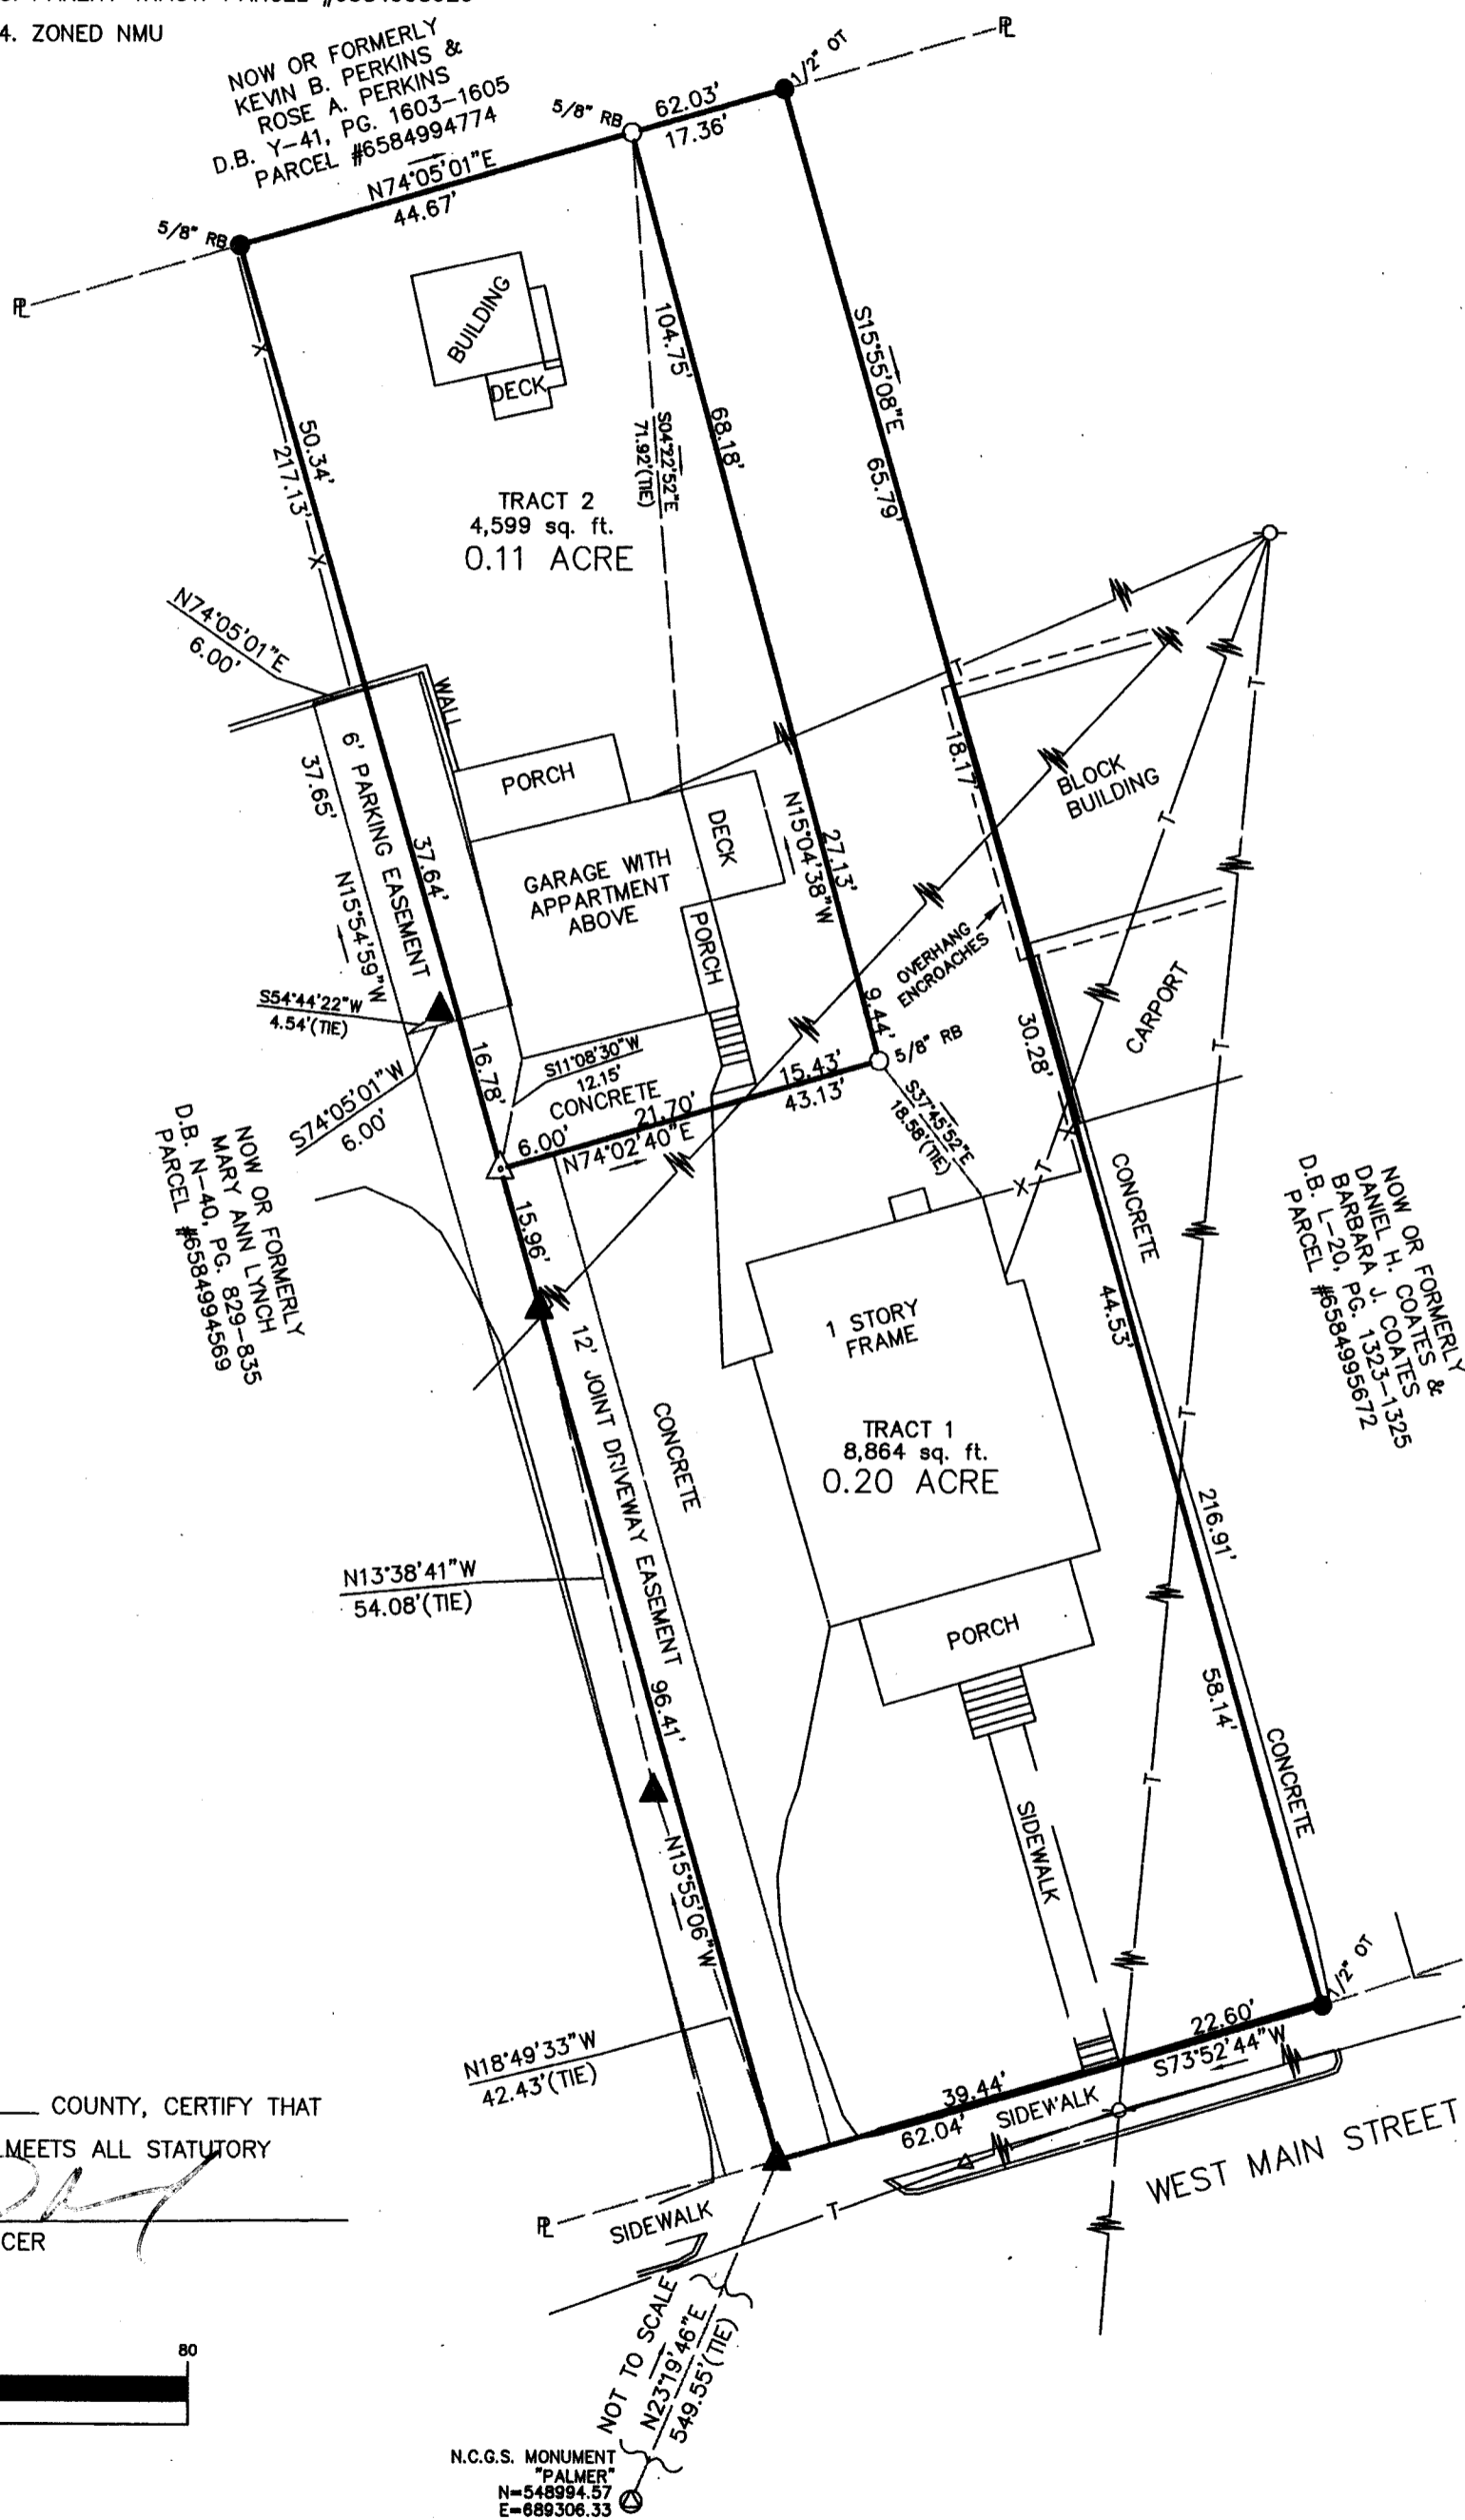 4. ZONED NMU
NOW OR FORMERLY
KEVIN B. PERKINS &
ROSE A. PERKINS
D.B. Y-41, PG. 1603-1605
PARCEL #6584994774
5/8" RB
62.03'
17.36'
1/2" OT
PL
N74°05'01"E
44.67'
5/8" RB
PL
BUILDING
DECK
104.75'
68.18'
S15°55'08"E
65.79'
S04°22'52"E
71.92'(TIE)
50.34'
217.13'
X
X
TRACT 2
4,599 sq. ft.
0.11 ACRE
N74°05'01"E
6.00'
WALL
PORCH
6' PARKING EASEMENT
37.65'
37.64'
N15°54'59"W
GARAGE WITH
APPARTMENT
ABOVE
DECK
PORCH
N15°04'38"W
27.13'
9.44'
T
T
18.17'
BLOCK
BUILDING
T
OVERHANG
ENCROACHES
CARPORT
T
30.28'
S54°44'22"W
4.54'(TIE)
S74°05'01"W
6.00'
16.78'
S11°08'30"W
12.15'
CONCRETE
15.43'
43.13'
21.70'
6.00'
N74°02'40"E
5/8" RB
S37°45'52"E
18.58'(TIE)
X
T
X
CONCRETE
NOW OR FORMERLY
MARY ANN LYNCH
D.B. N-40, PG. 829-835
PARCEL #6584994569
NOW OR FORMERLY
DANIEL H. COATES &
BARBARA J. COATES
D.B. L-20, PG. 1323-1325
PARCEL #6584995672
15.96'
44.53'
1 STORY
FRAME
12' JOINT DRIVEWAY EASEMENT
CONCRETE
TRACT 1
8,864 sq. ft.
0.20 ACRE
T
216.91'
N13°38'41"W
54.08'(TIE)
PORCH
96.41'
58.14'
CONCRETE
T
SIDEWALK
N15°55'06"W
N18°49'33"W
42.43'(TIE)
1/2" OT
22.60'
S73°52'44"W
39.44'
62.04'
SIDEWALK
WEST MAIN STREET
COUNTY, CERTIFY THAT
MEETS ALL STATUTORY
CER
PL
SIDEWALK
T
NOT TO SCALE
N23°19'46"E
549.55'(TIE)
80
N.C.G.S. MONUMENT
"PALMER"
N=548994.57
E=689306.33